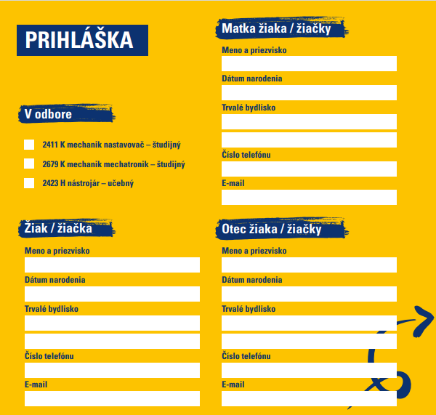 PRIHLÁŠKA
V odbore
2411 K mechanik nastavovač – študijný
2679 K mechanik mechatronik – študijný
2423 H nástrojár – učebný
Žiak / žiačka
Meno a priezvisko
Dátum narodenia
Trvalé bydlisko
Číslo telefónu
E-mail
Matka žiaka / žiačky
Meno a priezvisko
Dátum narodenia
Trvalé bydlisko
Číslo telefónu
E-mail
Otec žiaka / žiačky
Meno a priezvisko
Dátum narodenia
Trvalé bydlisko
Číslo telefónu
E-mail